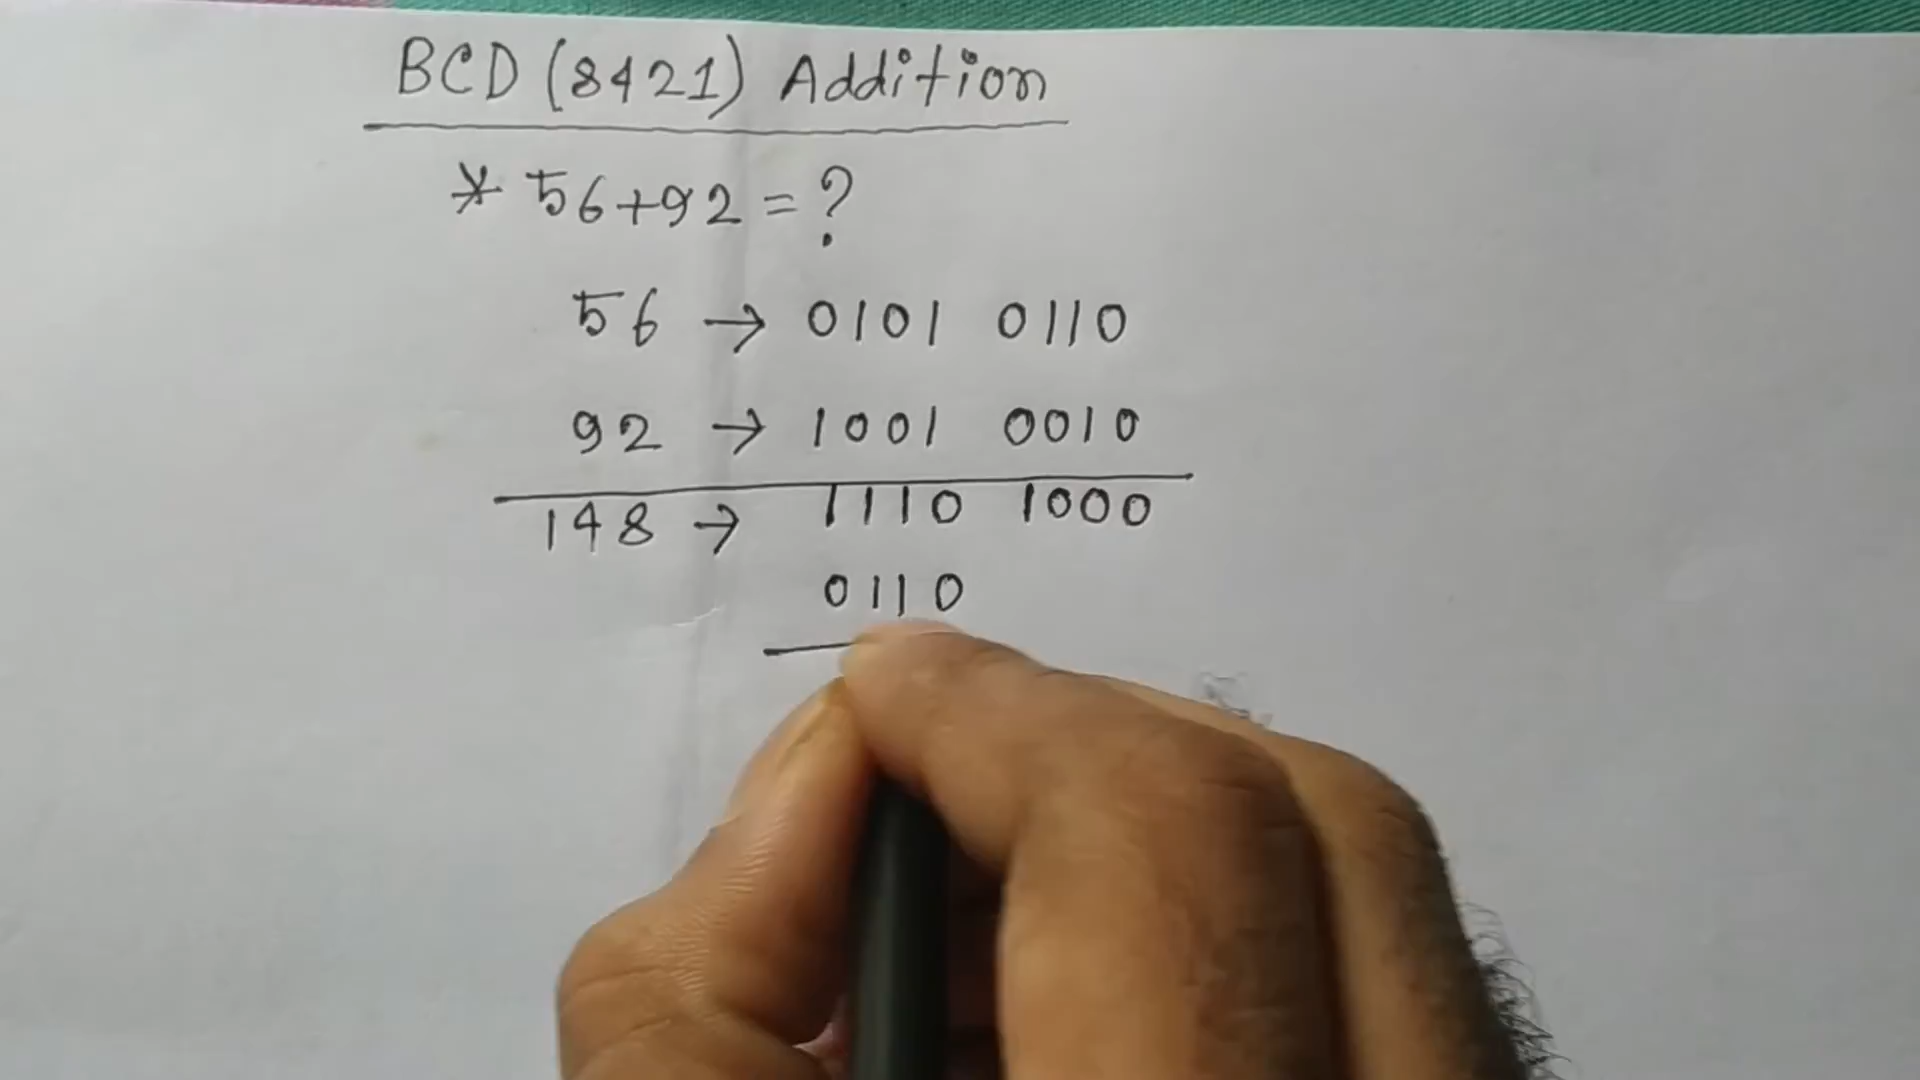 BCD (8421) Addition
* 56+92 = ?
56 → 0101 0110
92 → 1001 0010
148 → 1110 1000
0110